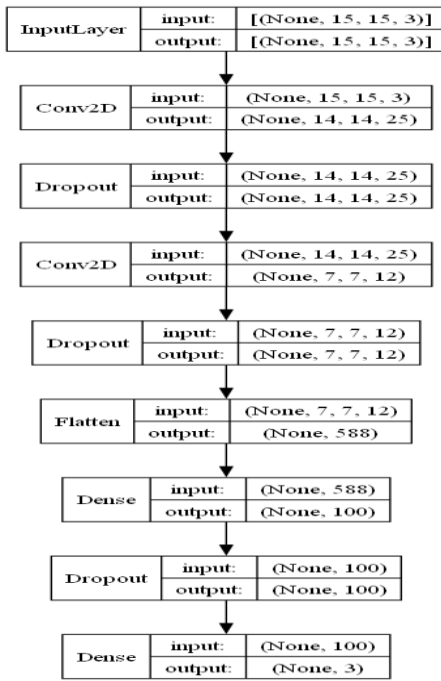 InputLayer
input: [(None, 15, 15, 3)]
output: [(None, 15, 15, 3)]
Conv2D
input: (None, 15, 15, 3)
output: (None, 14, 14, 25)
Dropout
input: (None, 14, 14, 25)
output: (None, 14, 14, 25)
Conv2D
input: (None, 14, 14, 25)
output: (None, 7, 7, 12)
Dropout
input: (None, 7, 7, 12)
output: (None, 7, 7, 12)
Flatten
input: (None, 7, 7, 12)
output: (None, 588)
Dense
input: (None, 588)
output: (None, 100)
Dropout
input: (None, 100)
output: (None, 100)
Dense
input: (None, 100)
output: (None, 3)